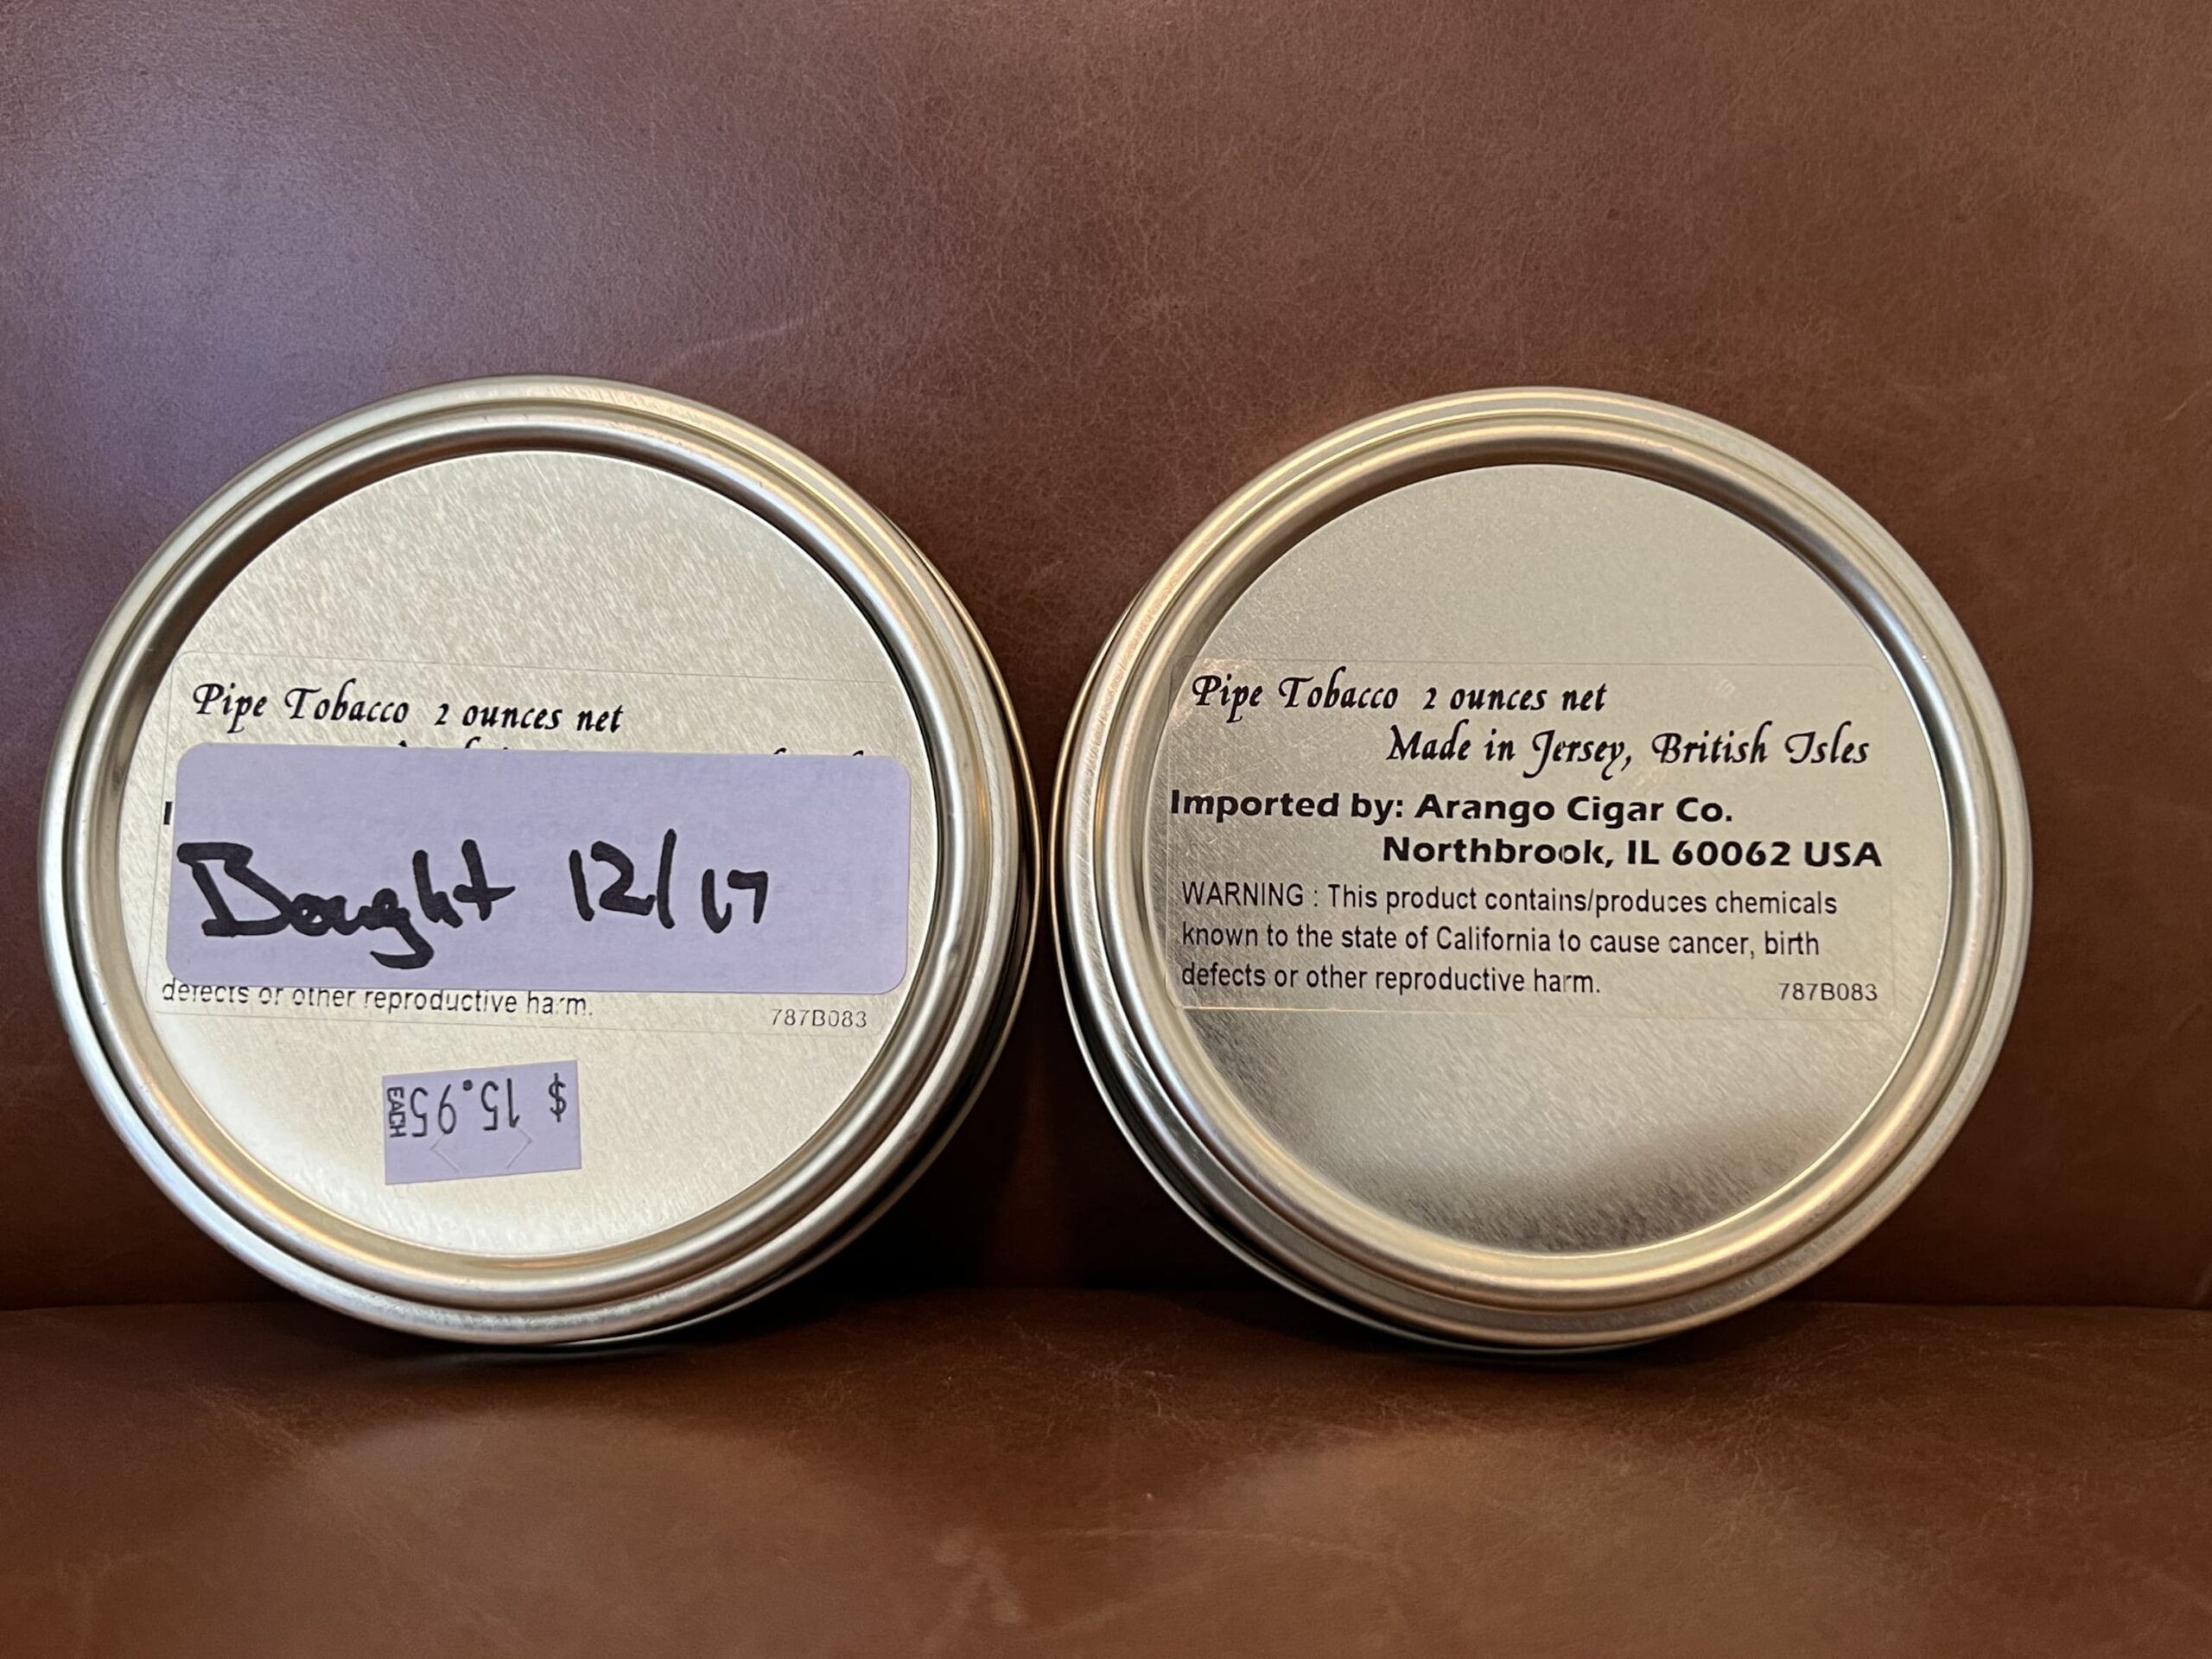 Pipe Tobacco 2 ounces net
Bought 12/17
defects or other reproductive harm.
787B083
$ 15.95 EACH
Pipe Tobacco 2 ounces net
Made in Jersey, British Isles
Imported by: Arango Cigar Co.
Northbrook, IL 60062 USA
WARNING : This product contains/produces chemicals
known to the state of California to cause cancer, birth
defects or other reproductive harm.
787B083